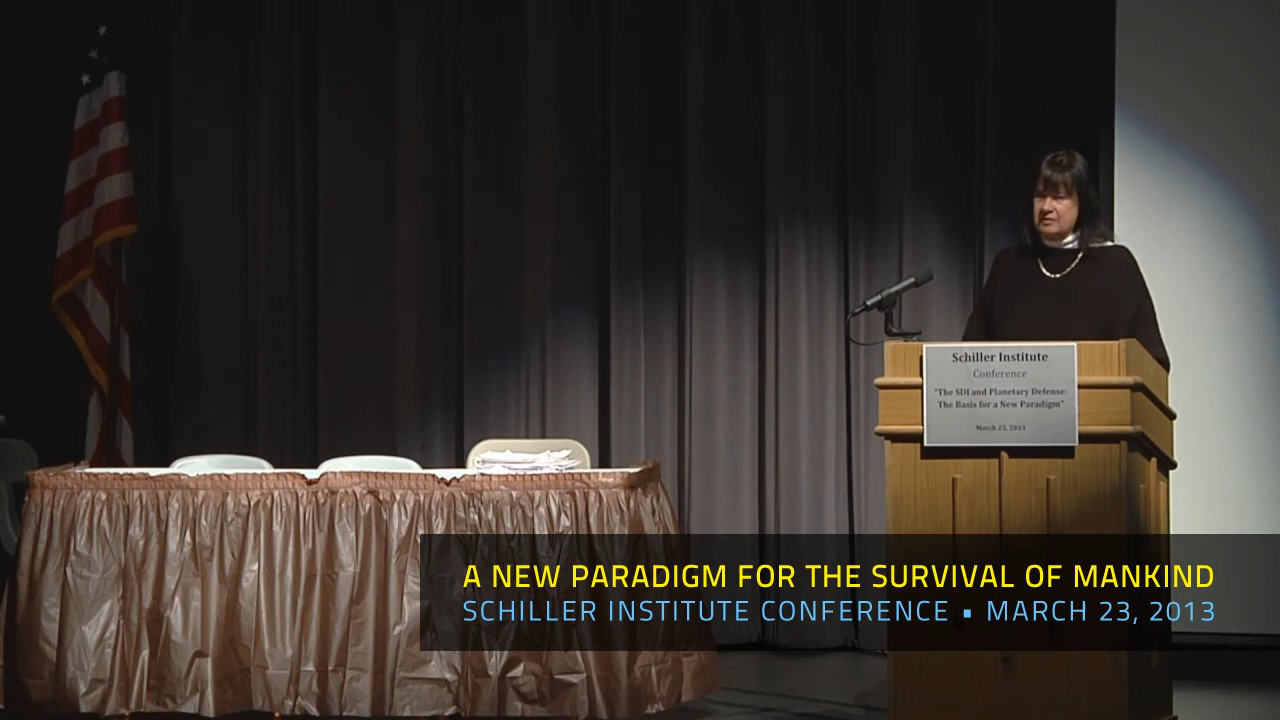 Schiller Institute
Conference
"The SDI and Planetary Defense:
The Basis for a New Paradigm"
March 23, 2013
A NEW PARADIGM FOR THE SURVIVAL OF MANKIND
SCHILLER INSTITUTE CONFERENCE ▪ MARCH 23, 2013